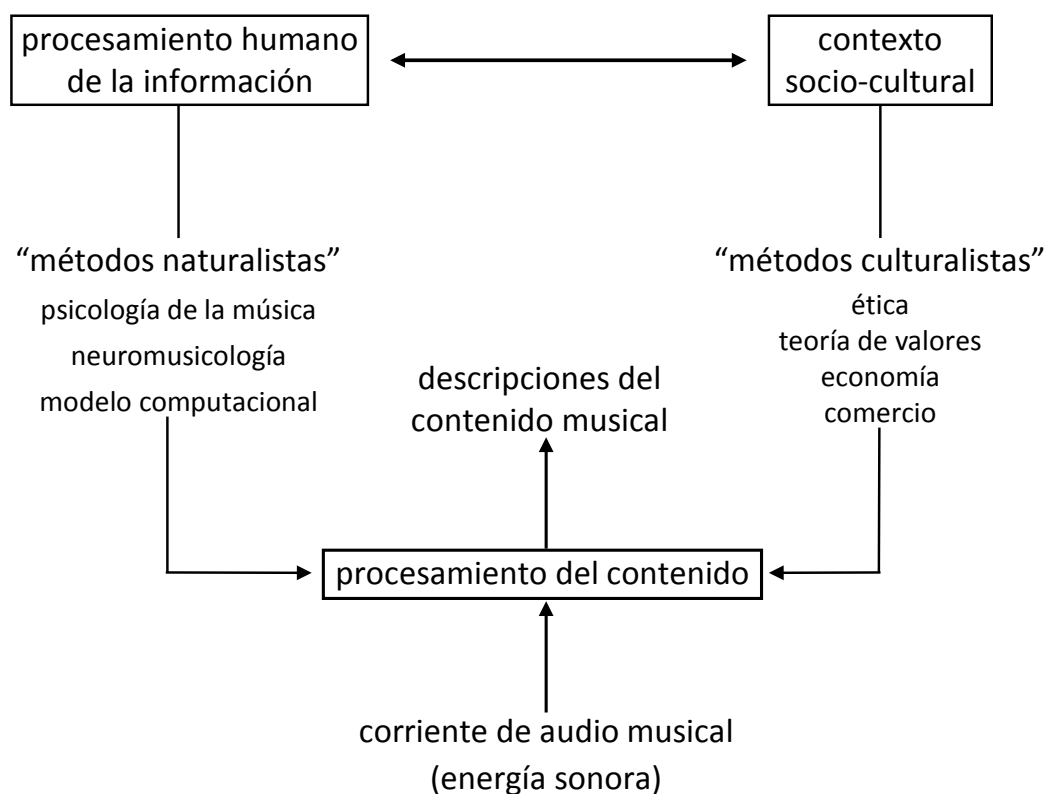 procesamiento humano
de la información
contexto
socio-cultural
“métodos naturalistas”
psicología de la música
neuromusicología
modelo computacional
“métodos culturalistas”
ética
teoría de valores
economía
comercio
descripciones del
contenido musical
procesamiento del contenido
corriente de audio musical
(energía sonora)